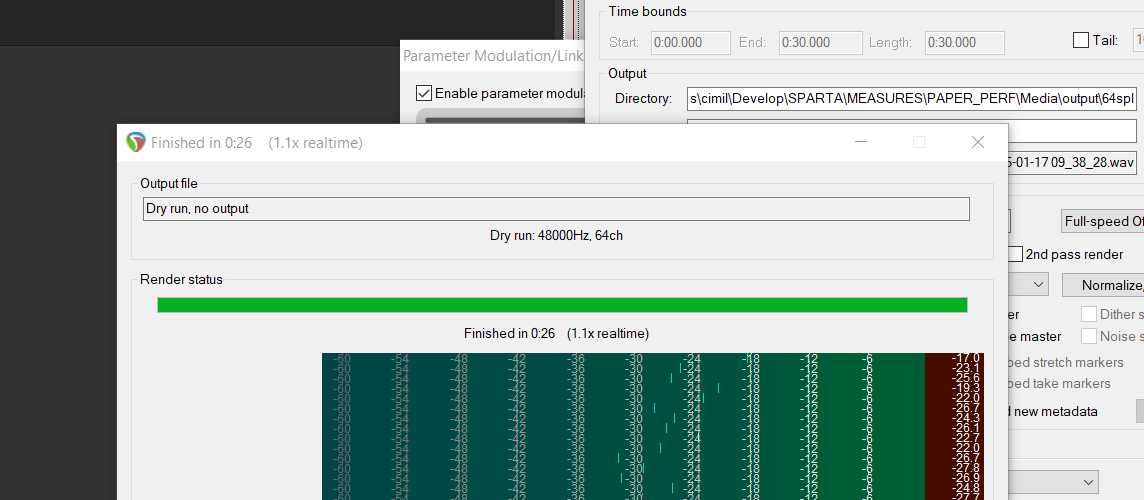 Time bounds
Start: 0:00.000 End: 0:30.000 Length: 0:30.000 Tail:
Parameter Modulation/Link
Output
Enable parameter modula
Directory: s\cimil\Develop\SPARTA\MEASURES\PAPER_PERF\Media\output\64spl
Finished in 0:26 (1.1x realtime)
5-01-17 09_38_28.wav
Output file
Dry run, no output
Full-speed Of
Dry run: 48000Hz, 64ch
2nd pass render
Render status
Normalize,
er Dither s
Finished in 0:26 (1.1x realtime)
e master Noise s
-60 -54 -48 -42 -36 -30 -24 -18 -12 -6 -17.0
bed stretch markers
-60 -54 -48 -42 -36 -30 -24 -18 -12 -6 -23.1
-60 -54 -48 -42 -36 -30 -24 -18 -12 -6 -25.6
bed take markers
-60 -54 -48 -42 -36 -30 -24 -18 -12 -6 -19.3
-60 -54 -48 -42 -36 -30 -24 -18 -12 -6 -22.0
-60 -54 -48 -42 -36 -30 -24 -18 -12 -6 -26.7
d new metadata
-60 -54 -48 -42 -36 -30 -24 -18 -12 -6 -24.3
-60 -54 -48 -42 -36 -30 -24 -18 -12 -6 -26.1
-60 -54 -48 -42 -36 -30 -24 -18 -12 -6 -22.7
-60 -54 -48 -42 -36 -30 -24 -18 -12 -6 -22.0
-60 -54 -48 -42 -36 -30 -24 -18 -12 -6 -26.7
-60 -54 -48 -42 -36 -30 -24 -18 -12 -6 -27.8
-60 -54 -48 -42 -36 -30 -24 -18 -12 -6 -26.9
-60 -54 -48 -42 -36 -30 -24 -18 -12 -6 -24.8
-60 -54 -48 -42 -36 -30 -24 -18 -12 -6 -27.7